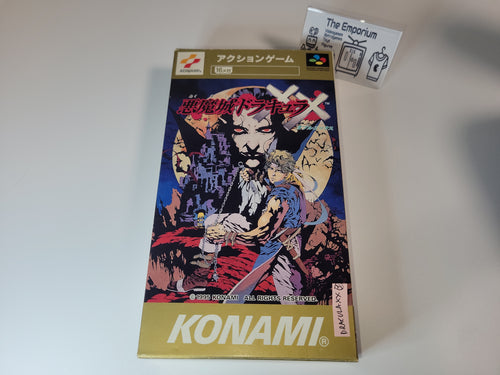 The Emporium
KONAMI
アクションゲーム
悪魔城ドラキュラXX
™
© 1995 KONAMI ALL RIGHTS RESERVED.
KONAMI®
DRACULAXX